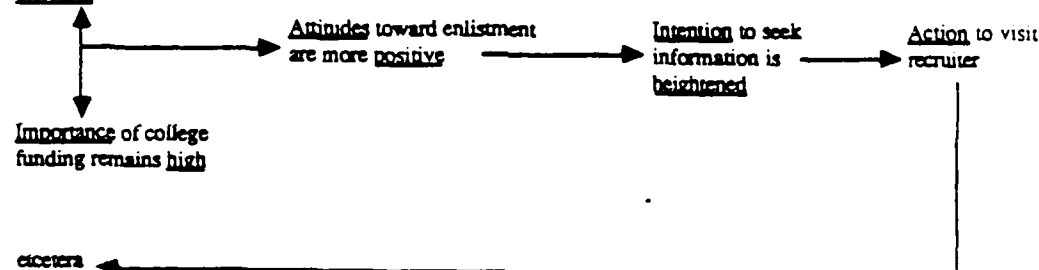 Attitudes toward enlistment
are more positive
Intention to seek
information is
heightened
Action to visit
recruiter
Importance of college
funding remains high
etcetera